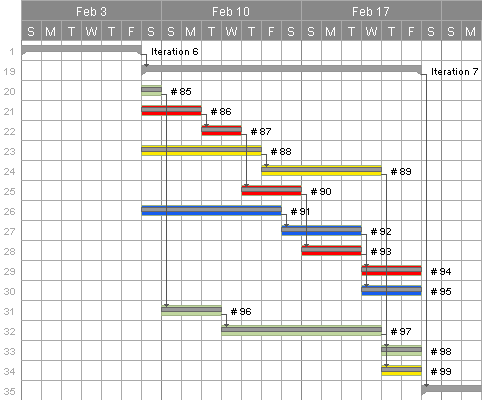 Feb 3 Feb 10 Feb 17
S M T W T F S S M T W T F S S M T W T F S S M
1 Iteration 6
19 Iteration 7
20 # 85
21 # 86
22 # 87
23 # 88
24 # 89
25 # 90
26 # 91
27 # 92
28 # 93
29 # 94
30 # 95
31 # 96
32 # 97
33 # 98
34 # 99
35